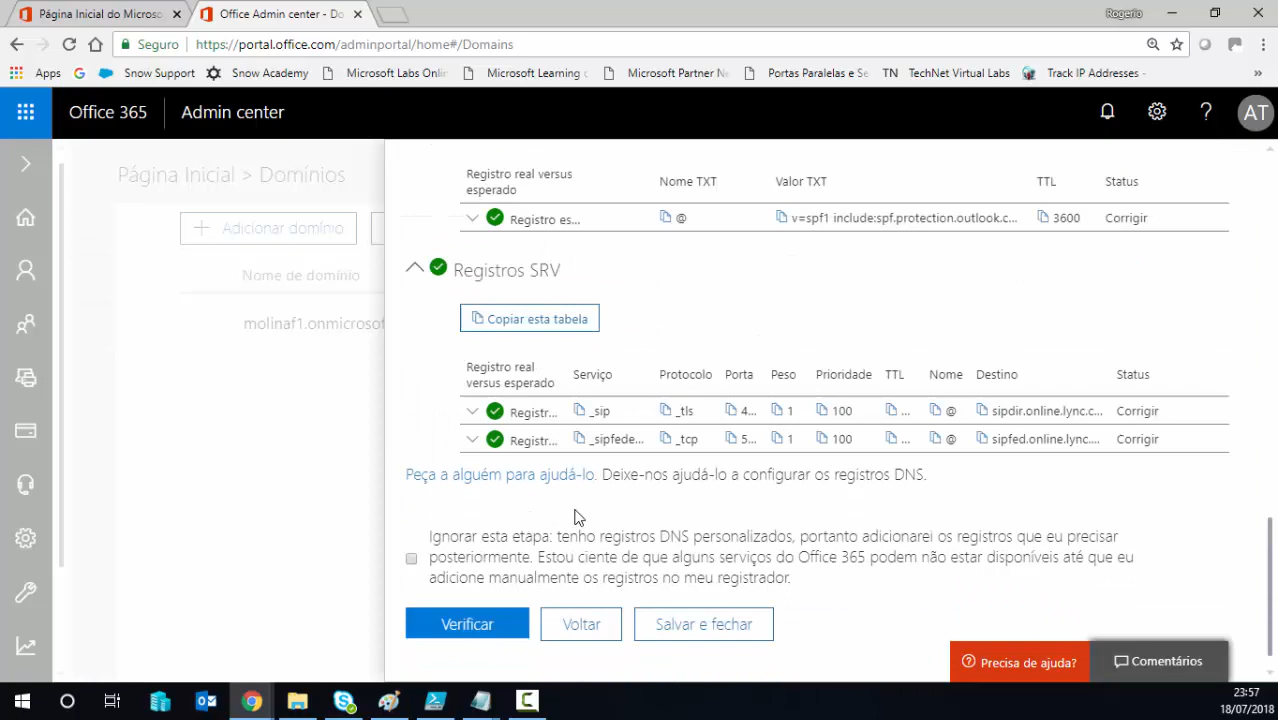 Página Inicial do Microso
Office Admin center - Do
Rogerio
Seguro
https://portal.office.com/adminportal/home#/Domains
Apps
Snow Support
Snow Academy
Microsoft Labs Onli
Microsoft Learning
Microsoft Partner N
Portas Paralelas e Se
TN TechNet Virtual Labs
Track IP Addresses -
»
Office 365
Admin center
AT
Página Inicial > Domínios
Adicionar domínio
Nome de domínio
molinaf1.onmicrosof
Registro real versus esperado Nome TXT Valor TXT TTL Status
Registro es... @ v=spf1 include:spf.protection.outlook.c... 3600 Corrigir
Registros SRV
Copiar esta tabela
Registro real versus esperado Serviço Protocolo Porta Peso Prioridade TTL Nome Destino Status
Registr... _sip _tls 4... 1 100 ... @ sipdir.online.lync.c... Corrigir
Registr... _sipfede... _tcp 5... 1 100 ... @ sipfed.online.lync.... Corrigir
Peça a alguém para ajudá-lo. Deixe-nos ajudá-lo a configurar os registros DNS.
Ignorar esta etapa: tenho registros DNS personalizados, portanto adicionarei os registros que eu precisar
posteriormente. Estou ciente de que alguns serviços do Office 365 podem não estar disponíveis até que eu
adicione manualmente os registros no meu registrador.
Verificar
Voltar
Salvar e fechar
Precisa de ajuda?
Comentários
23:57
18/07/2018